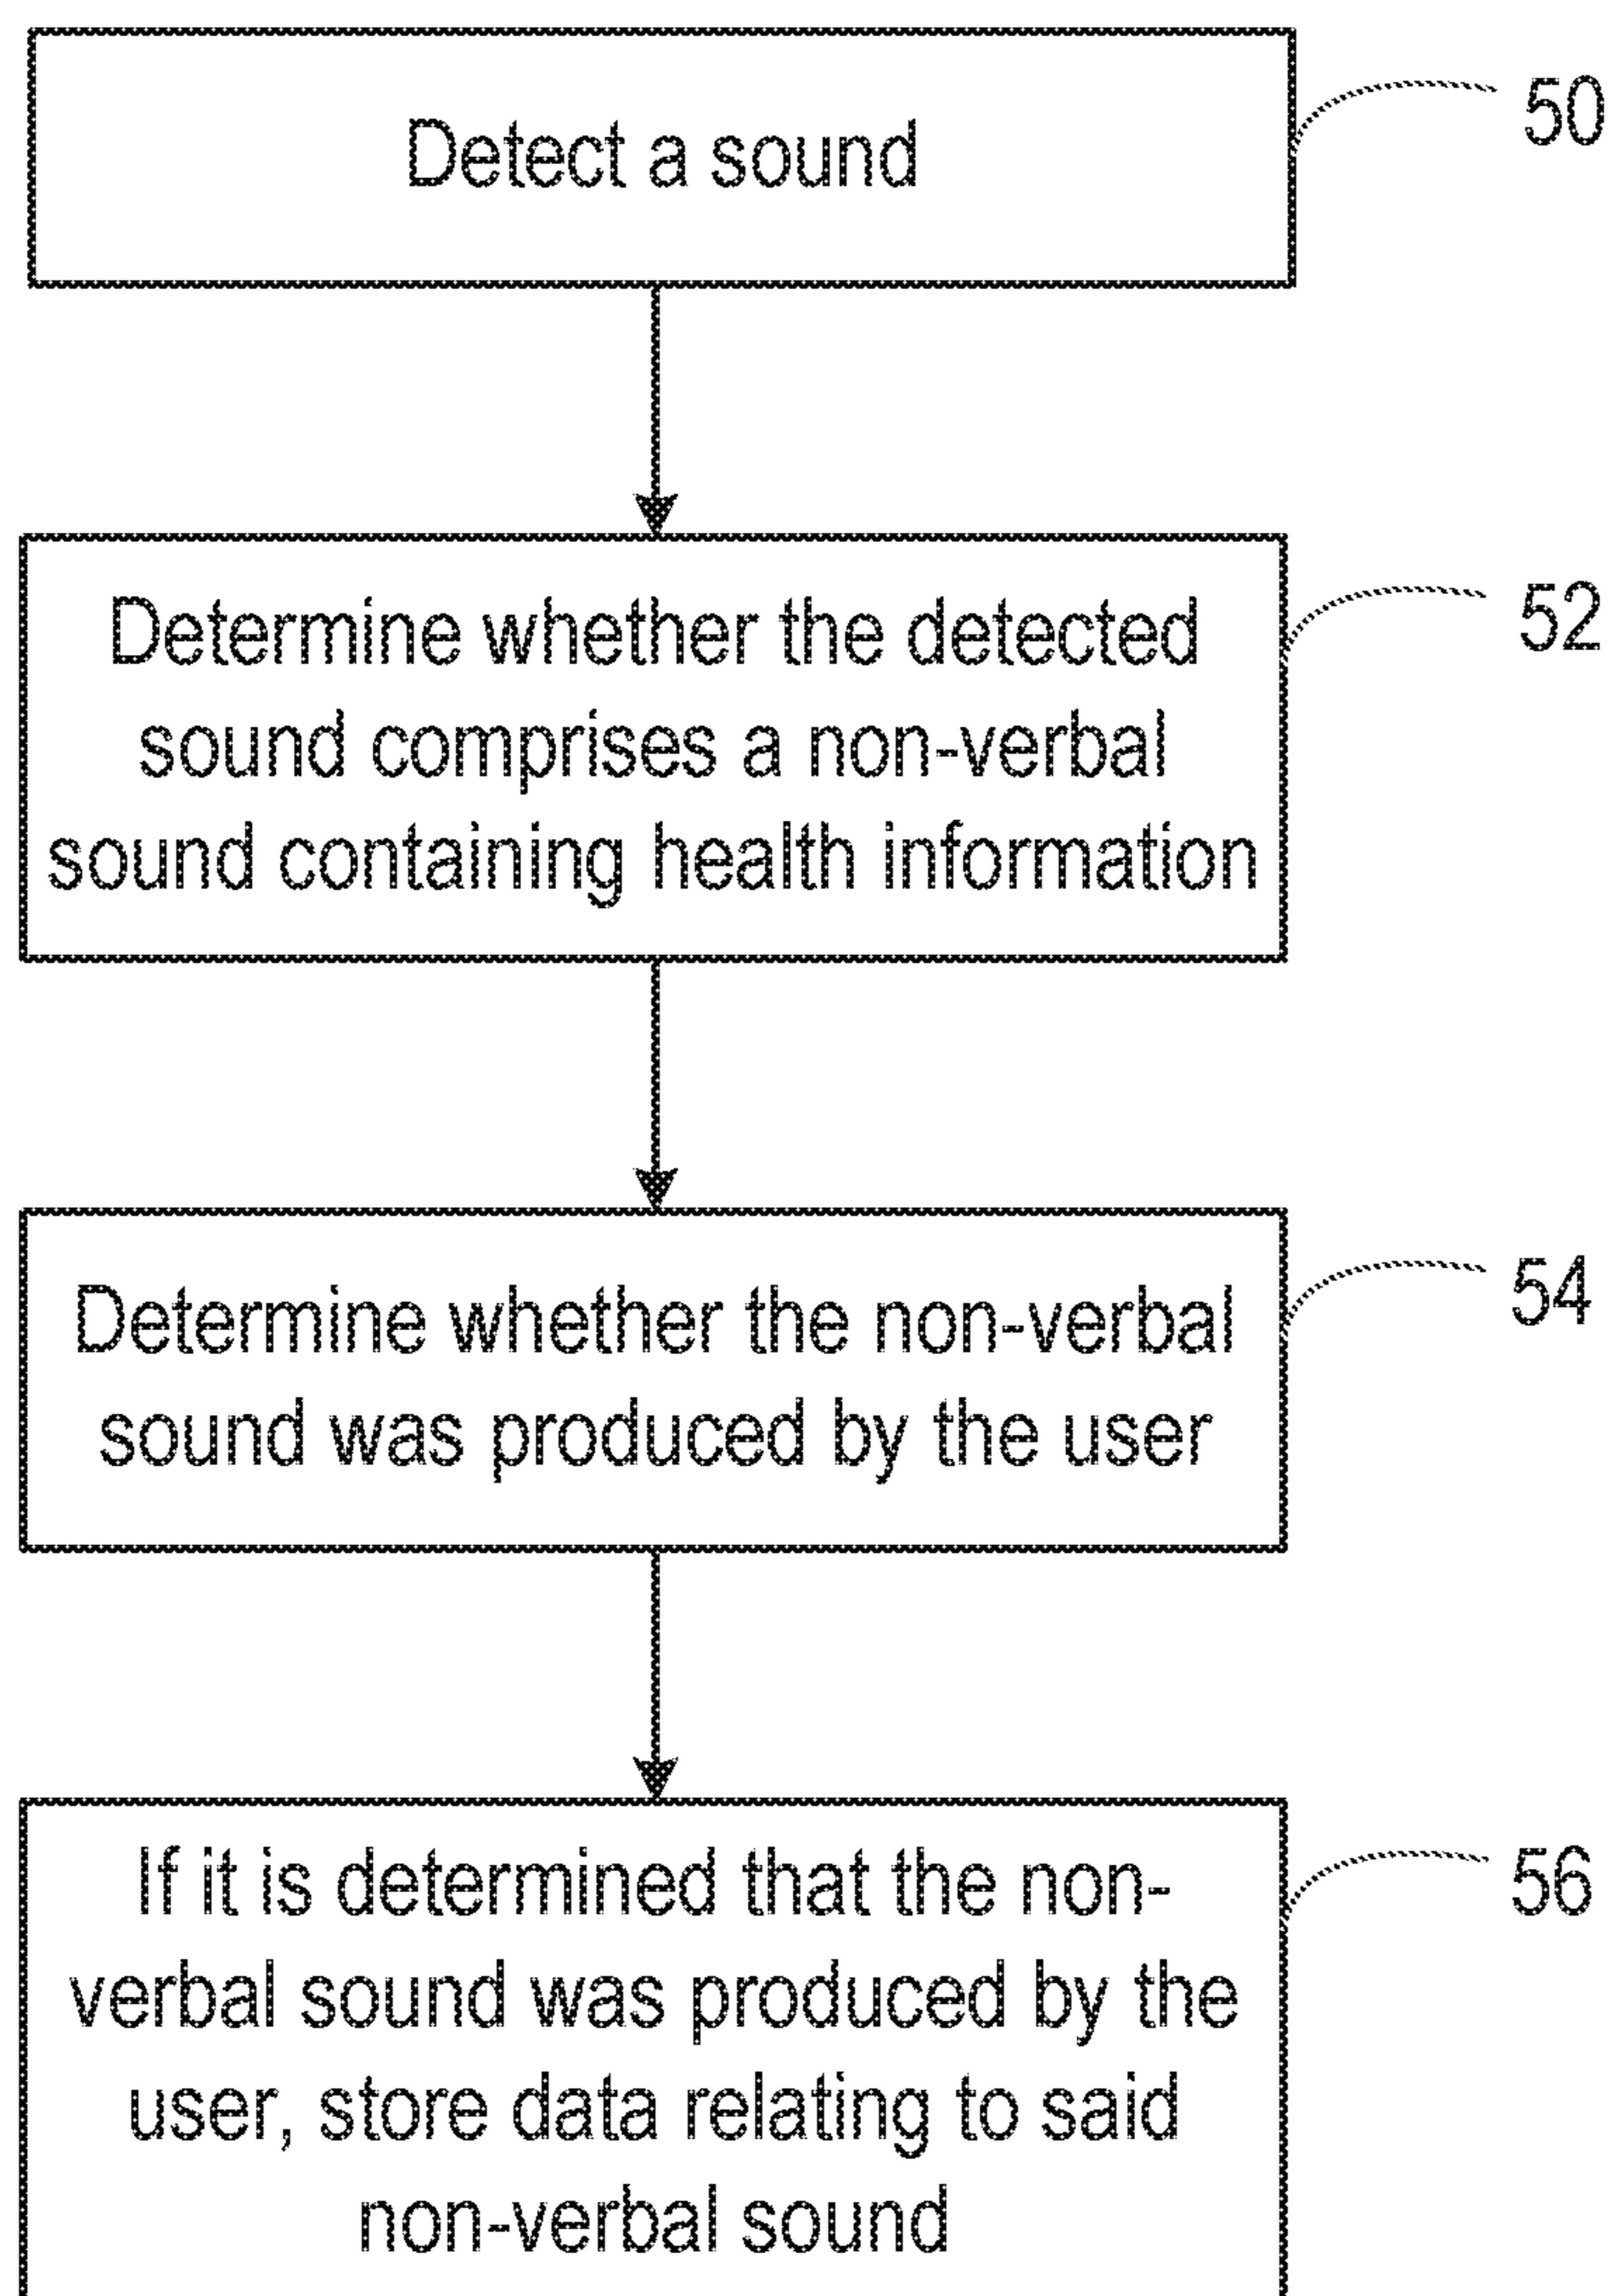 Detect a sound
50
Determine whether the detected
sound comprises a non-verbal
sound containing health information
52
Determine whether the non-verbal
sound was produced by the user
54
If it is determined that the non-
verbal sound was produced by the
user, store data relating to said
non-verbal sound
56